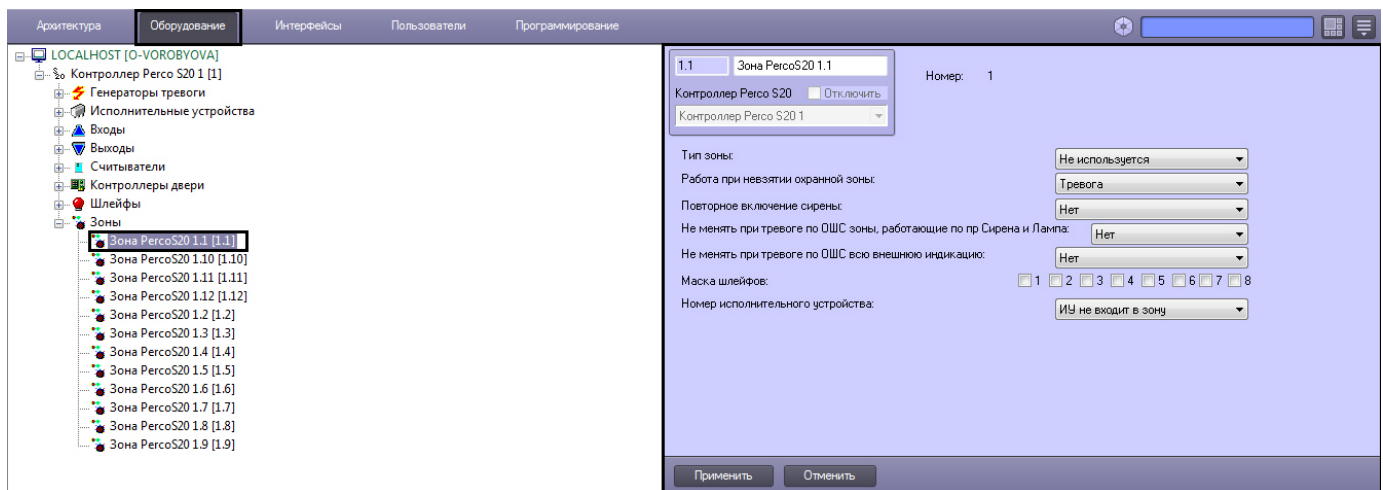 Архитектура Оборудование Интерфейсы Пользователи Программирование
LOCALHOST [O-VOROBYOVA]
Контроллер Perco S20 1 [1]
Генераторы тревоги
Исполнительные устройства
Входы
Выходы
Считыватели
Контроллеры двери
Шлейфы
Зоны
Зона PercoS20 1.1 [1.1]
Зона PercoS20 1.10 [1.10]
Зона PercoS20 1.11 [1.11]
Зона PercoS20 1.12 [1.12]
Зона PercoS20 1.2 [1.2]
Зона PercoS20 1.3 [1.3]
Зона PercoS20 1.4 [1.4]
Зона PercoS20 1.5 [1.5]
Зона PercoS20 1.6 [1.6]
Зона PercoS20 1.7 [1.7]
Зона PercoS20 1.8 [1.8]
Зона PercoS20 1.9 [1.9]
1.1 Зона PercoS20 1.1
Номер: 1
Контроллер Perco S20 Отключить
Контроллер Perco S20 1
Тип зоны: Не используется
Работа при невзятии охранной зоны: Тревога
Повторное включение сирены: Нет
Не менять при тревоге по ОШС зоны, работающие по пр Сирена и Лампа: Нет
Не менять при тревоге по ОШС всю внешнюю индикацию: Нет
Маска шлейфов: 1 2 3 4 5 6 7 8
Номер исполнительного устройства: ИУ не входит в зону
Применить Отменить